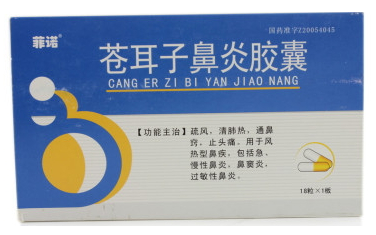 菲诺
国药准字Z20054045
苍耳子鼻炎胶囊
CANG ER ZI BI YAN JIAO NANG
【功能主治】疏风，清肺热，通鼻
窍，止头痛。用于风
热型鼻疾，包括急、
慢性鼻炎，鼻窦炎，
过敏性鼻炎。
18粒×1板